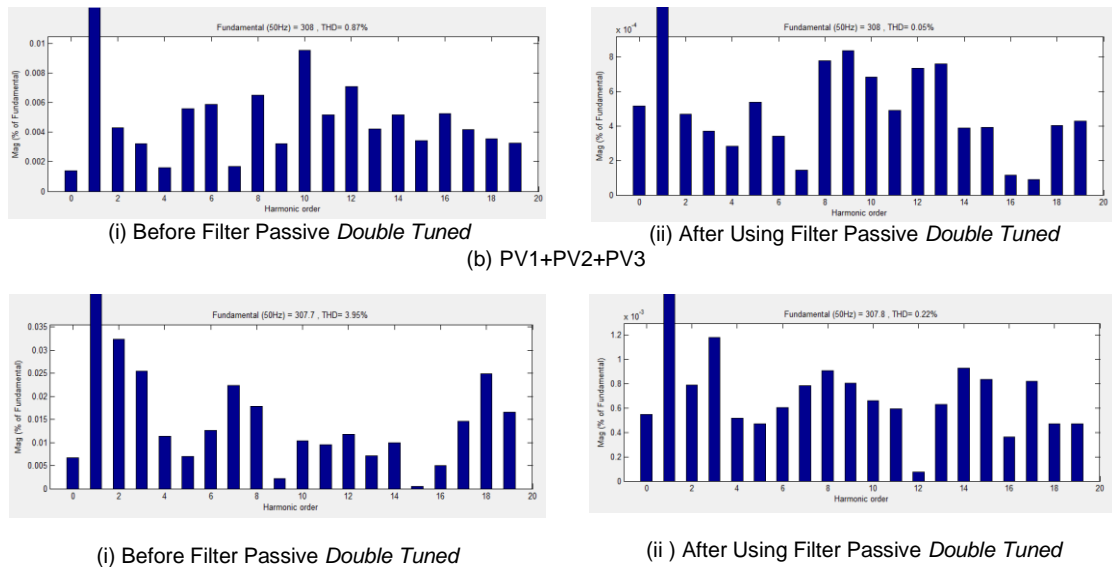 Fundamental (50Hz) = 308 , THD= 0.87%
0.01
0.008
0.006
0.004
0.002
0
Mag (% of Fundamental)
0 2 4 6 8 10 12 14 16 18 20
Harmonic order
(i) Before Filter Passive Double Tuned
x 10^-4
Fundamental (50Hz) = 308 , THD= 0.05%
8
6
4
2
0
Mag (% of Fundamental)
0 2 4 6 8 10 12 14 16 18 20
Harmonic order
(ii) After Using Filter Passive Double Tuned
(b) PV1+PV2+PV3
Fundamental (50Hz) = 307.7 , THD= 3.95%
0.035
0.03
0.025
0.02
0.015
0.01
0.005
0
Mag (% of Fundamental)
0 2 4 6 8 10 12 14 16 18 20
Harmonic order
(i) Before Filter Passive Double Tuned
x 10^-3
Fundamental (50Hz) = 307.8 , THD= 0.22%
1.2
1
0.8
0.6
0.4
0.2
0
Mag (% of Fundamental)
0 2 4 6 8 10 12 14 16 18 20
Harmonic order
(ii ) After Using Filter Passive Double Tuned